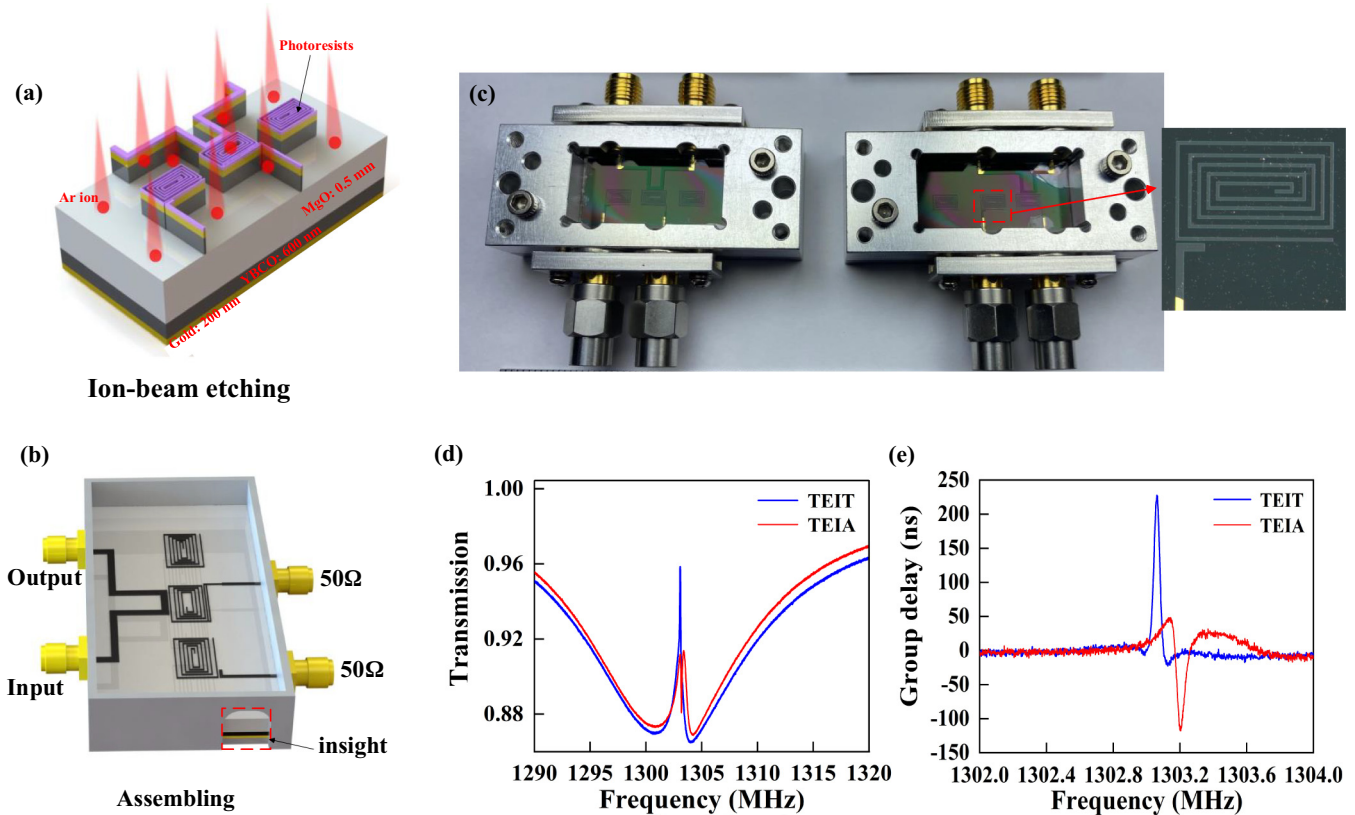 (a)
Photoresists
Ar ion
MgO: 0.5 mm
YBCO: 600 nm
Gold: 200 nm
Ion-beam etching
(c)
(b)
Output
Input
50Ω
50Ω
insight
Assembling
(d)
1.00
0.96
0.92
0.88
Transmission
TEIT
TEIA
1290 1295 1300 1305 1310 1315 1320
Frequency (MHz)
(e)
250
200
150
100
50
0
-50
-100
-150
Group delay (ns)
TEIT
TEIA
1302.0 1302.4 1302.8 1303.2 1303.6 1304.0
Frequency (MHz)